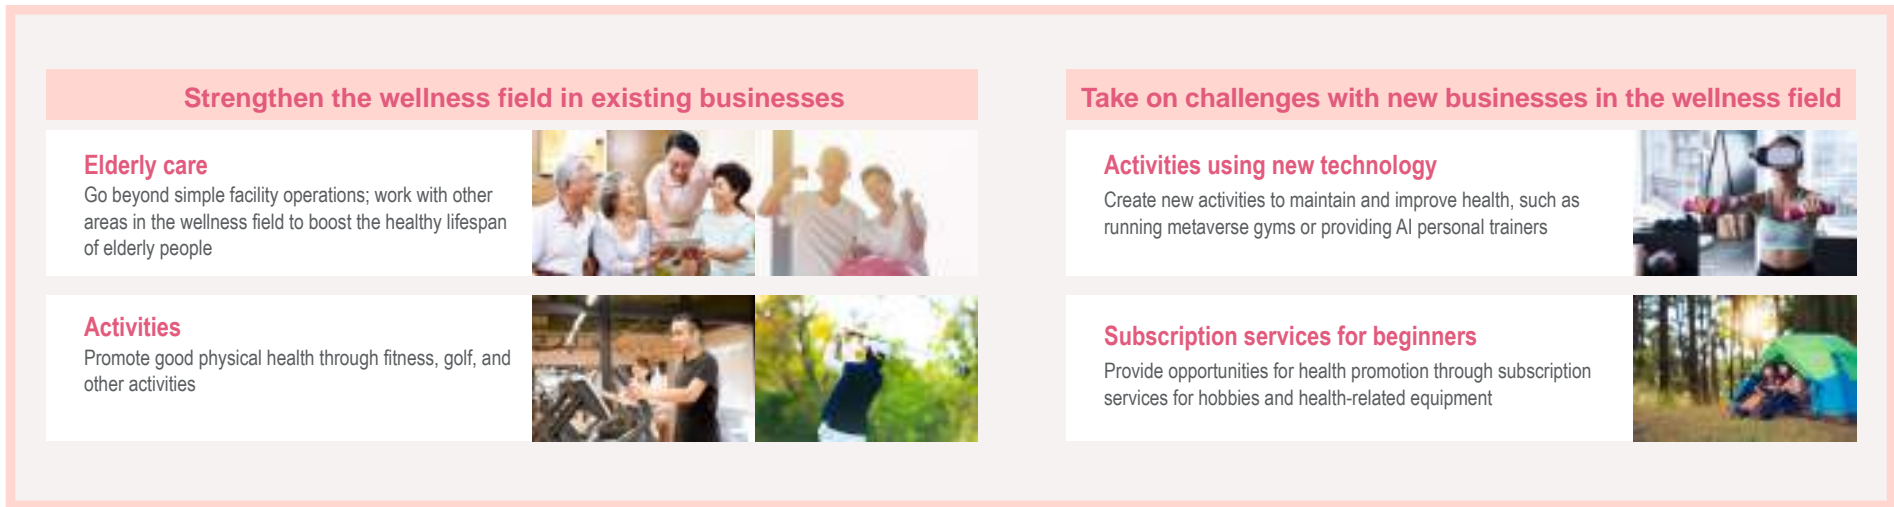 Strengthen the wellness field in existing businesses
Elderly care
Go beyond simple facility operations; work with other
areas in the wellness field to boost the healthy lifespan
of elderly people
Activities
Promote good physical health through fitness, golf, and
other activities
Take on challenges with new businesses in the wellness field
Activities using new technology
Create new activities to maintain and improve health, such as
running metaverse gyms or providing AI personal trainers
Subscription services for beginners
Provide opportunities for health promotion through subscription
services for hobbies and health-related equipment